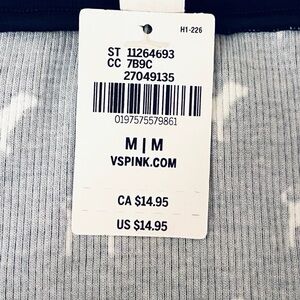 H1-226
ST 11264693
CC 7B9C
27049135
0197575579861
M | M
VSPINK.COM
CA $14.95
US $14.95